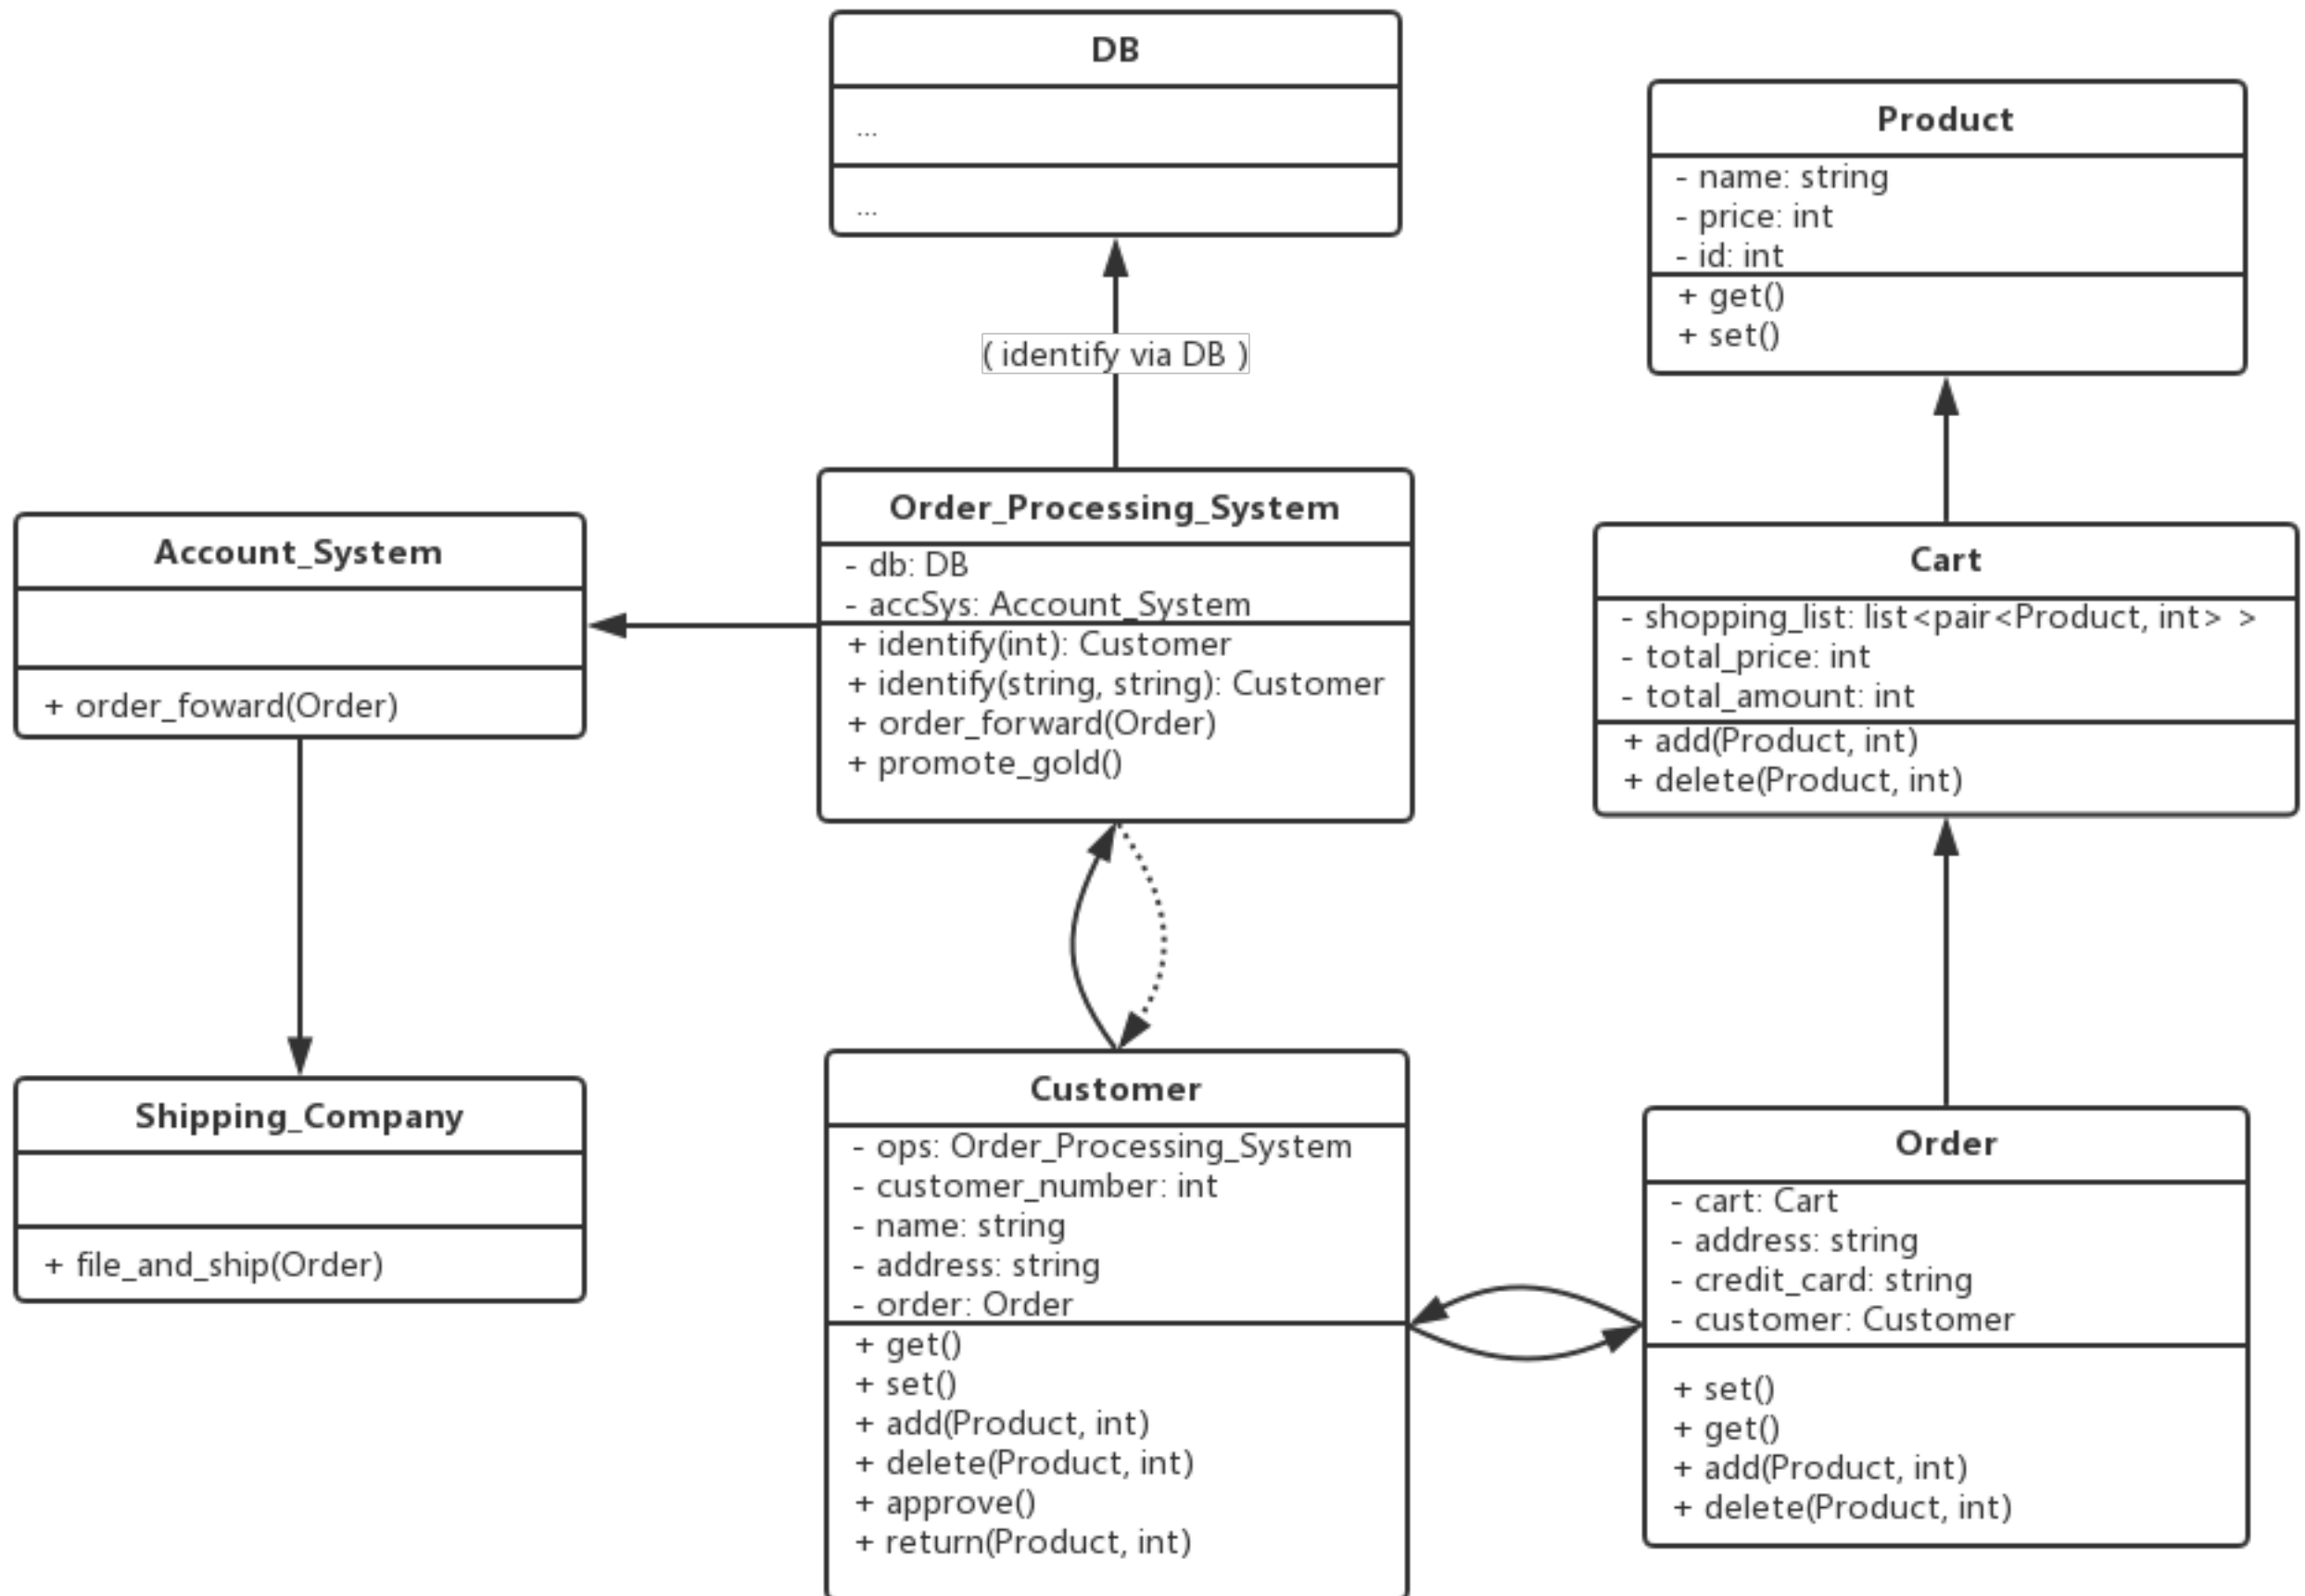 DB
...
...
( identify via DB )
Product
- name: string
- price: int
- id: int
+ get()
+ set()
Order_Processing_System
- db: DB
- accSys: Account_System
+ identify(int): Customer
+ identify(string, string): Customer
+ order_forward(Order)
+ promote_gold()
Account_System
+ order_foward(Order)
Cart
- shopping_list: list<pair<Product, int> >
- total_price: int
- total_amount: int
+ add(Product, int)
+ delete(Product, int)
Shipping_Company
+ file_and_ship(Order)
Customer
- ops: Order_Processing_System
- customer_number: int
- name: string
- address: string
- order: Order
+ get()
+ set()
+ add(Product, int)
+ delete(Product, int)
+ approve()
+ return(Product, int)
Order
- cart: Cart
- address: string
- credit_card: string
- customer: Customer
+ set()
+ get()
+ add(Product, int)
+ delete(Product, int)